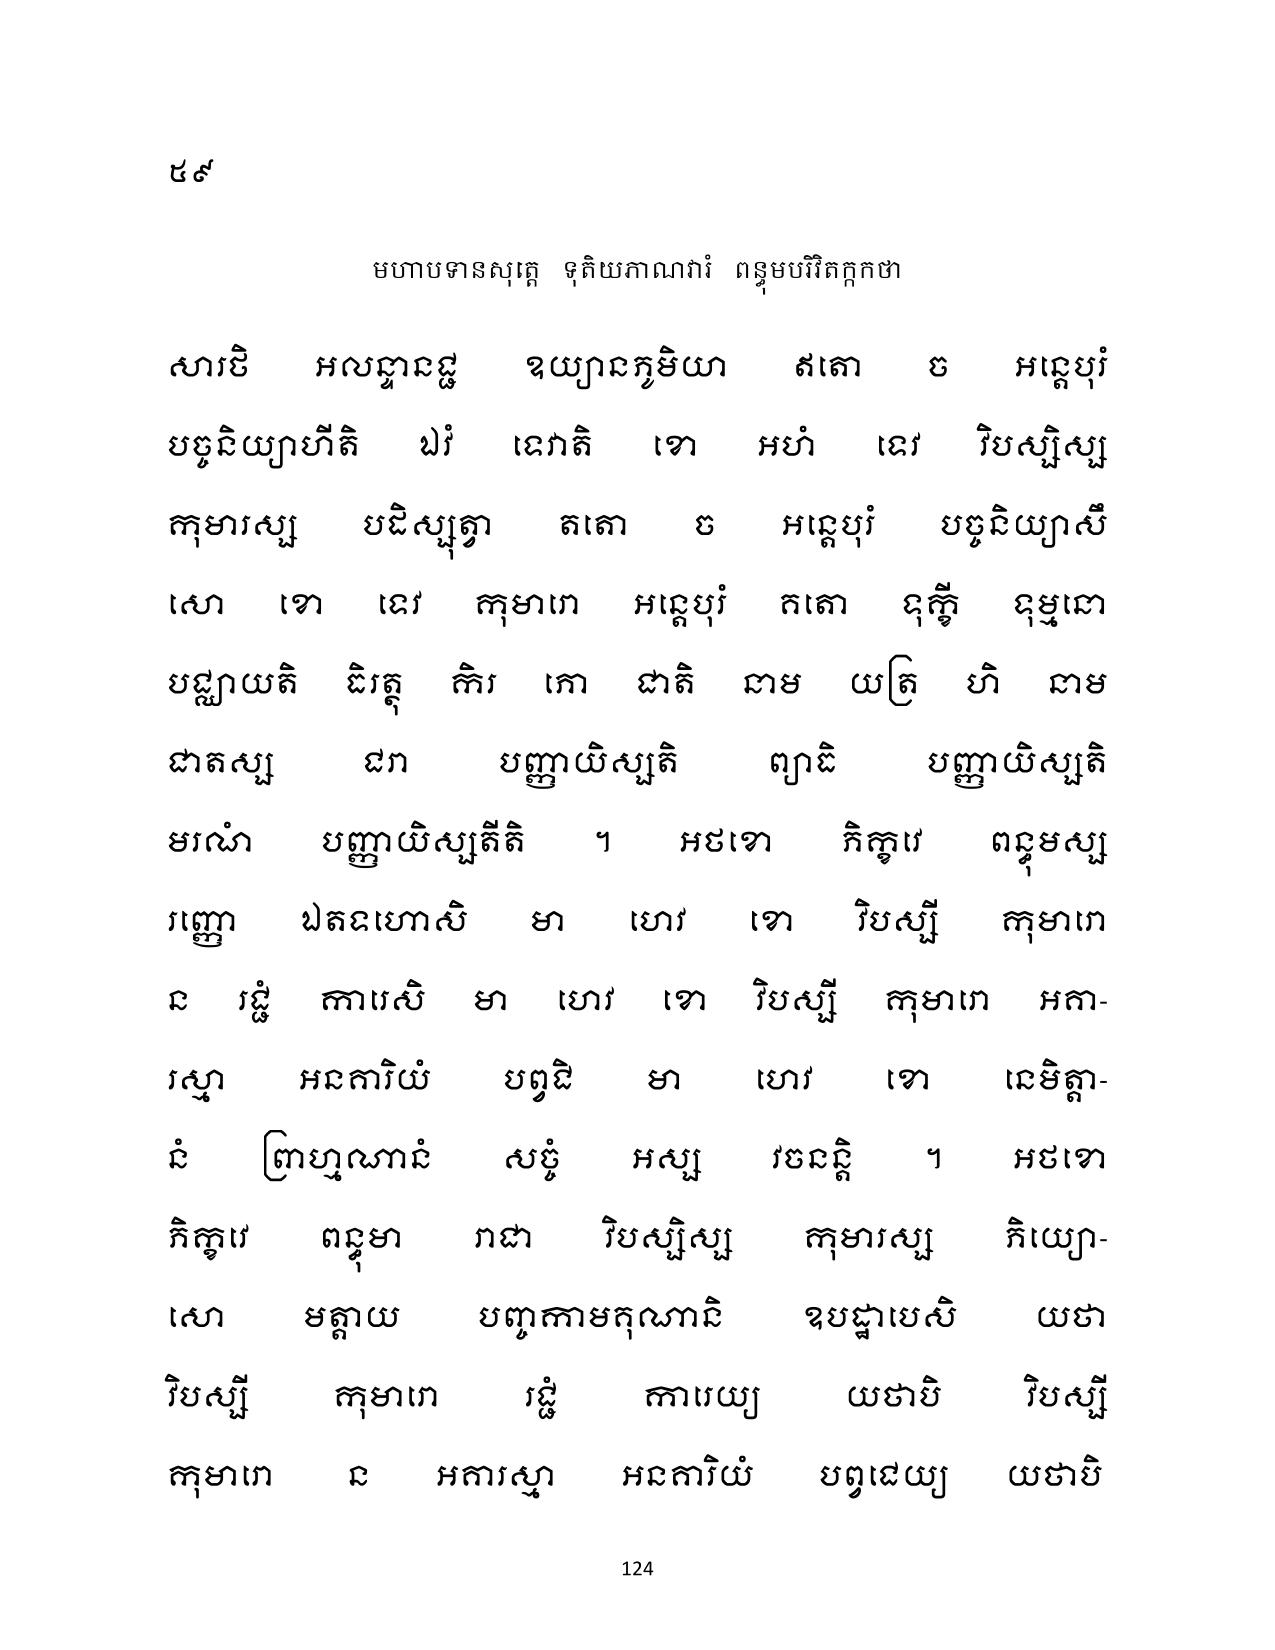 ៥៩
មហាបទានសុត្តេ ទុតិយភាណវារំ ពន្ធុមបរិវិតក្កកថា
សារថិ អលន្ទានជ្ជ ឧយ្យានភូមិយា ឥតោ ច អន្តេបុរំ
បច្ចនិយ្យាហីតិ ឯវំ ទេវាតិ ខោ អហំ ទេវ វិបស្សិស្ស
កុមារស្ស បដិស្សុត្វា តតោ ច អន្តេបុរំ បច្ចនិយ្យាសឹ
សោ ខោ ទេវ កុមារោ អន្តេបុរំ គតោ ទុក្ខី ទុម្មនោ
បជ្ឈាយតិ ធិរត្ថុ កិរ ភោ ជាតិ នាម យត្រ ហិ នាម
ជាតស្ស ជរា បញ្ញាយិស្សតិ ព្យាធិ បញ្ញាយិស្សតិ
មរណំ បញ្ញាយិស្សតីតិ ។ អថខោ ភិក្ខវេ ពន្ធុមស្ស
រញ្ញោ ឯតទហោសិ មា ហេវ ខោ វិបស្សី កុមារោ
ន រជ្ជំ ការេសិ មា ហេវ ខោ វិបស្សី កុមារោ អគា-
រស្មា អនគារិយំ បព្វជិ មា ហេវ ខោ នេមិត្តា-
នំ ព្រាហ្មណានំ សច្ចំ អស្ស វចនន្តិ ។ អថខោ
ភិក្ខវេ ពន្ធុមា រាជា វិបស្សិស្ស កុមារស្ស ភិយ្យោ-
សោ មត្តាយ បញ្ចកាមគុណានិ ឧបដ្ឋាបេសិ យថា
វិបស្សី កុមារោ រជ្ជំ ការេយ្យ យថាបិ វិបស្សី
កុមារោ ន អគារស្មា អនគារិយំ បព្វជេយ្យ យថាបិ
124